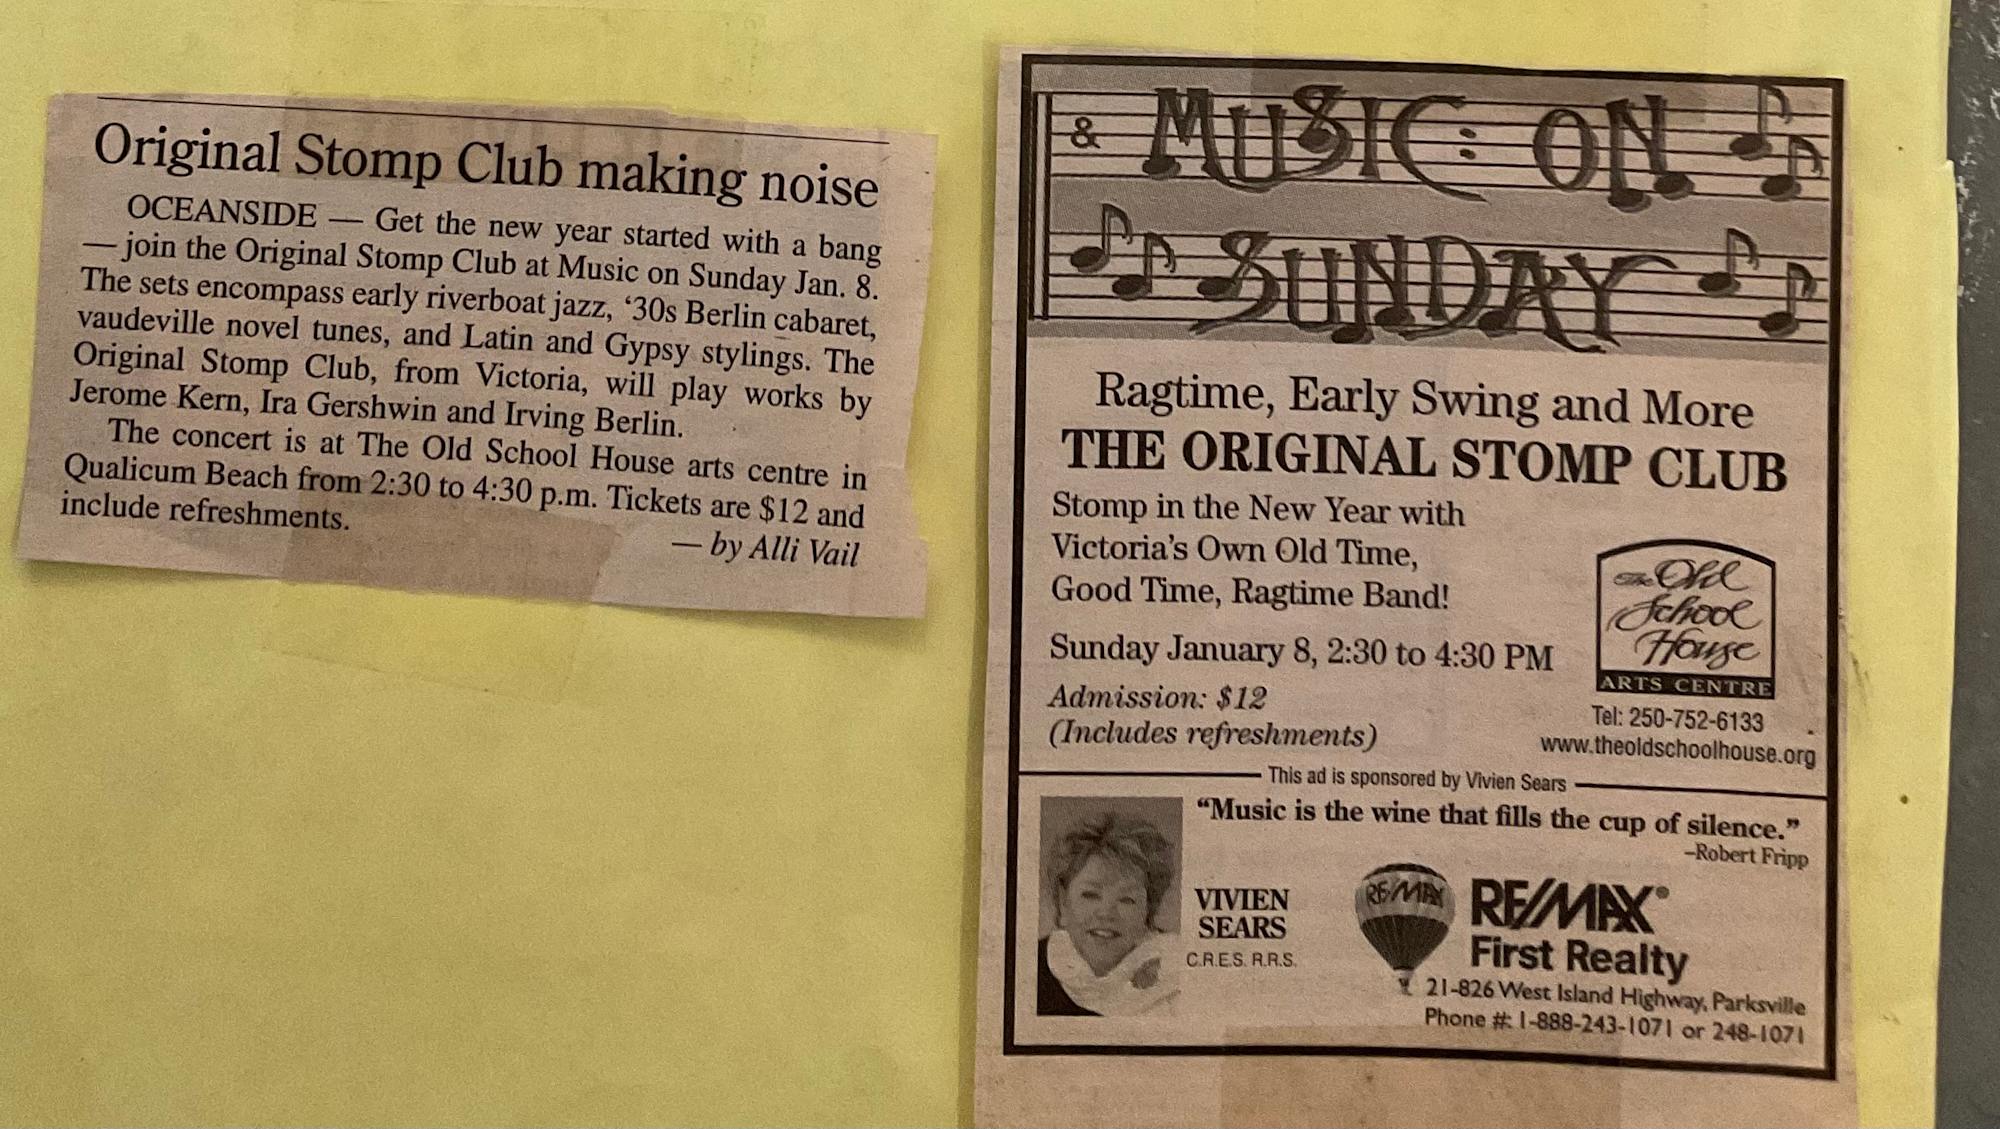 Original Stomp Club making noise
OCEANSIDE — Get the new year started with a bang
— join the Original Stomp Club at Music on Sunday Jan. 8.
The sets encompass early riverboat jazz, ‘30s Berlin cabaret,
vaudeville novel tunes, and Latin and Gypsy stylings. The
Original Stomp Club, from Victoria, will play works by
Jerome Kern, Ira Gershwin and Irving Berlin.
The concert is at The Old School House arts centre in
Qualicum Beach from 2:30 to 4:30 p.m. Tickets are $12 and
include refreshments.
— by Alli Vail
& MUSIC: ON
SUNDAY
Ragtime, Early Swing and More
THE ORIGINAL STOMP CLUB
Stomp in the New Year with
Victoria’s Own Old Time,
Good Time, Ragtime Band!
Sunday January 8, 2:30 to 4:30 PM
Admission: $12
(Includes refreshments)
The Old
School
House
ARTS CENTRE
Tel: 250-752-6133
www.theoldschoolhouse.org
This ad is sponsored by Vivien Sears
“Music is the wine that fills the cup of silence.”
–Robert Fripp
VIVIEN
SEARS
C.R.E.S. R.R.S.
RE/MAX
RE/MAX®
First Realty
21-826 West Island Highway, Parksville
Phone #: 1-888-243-1071 or 248-1071